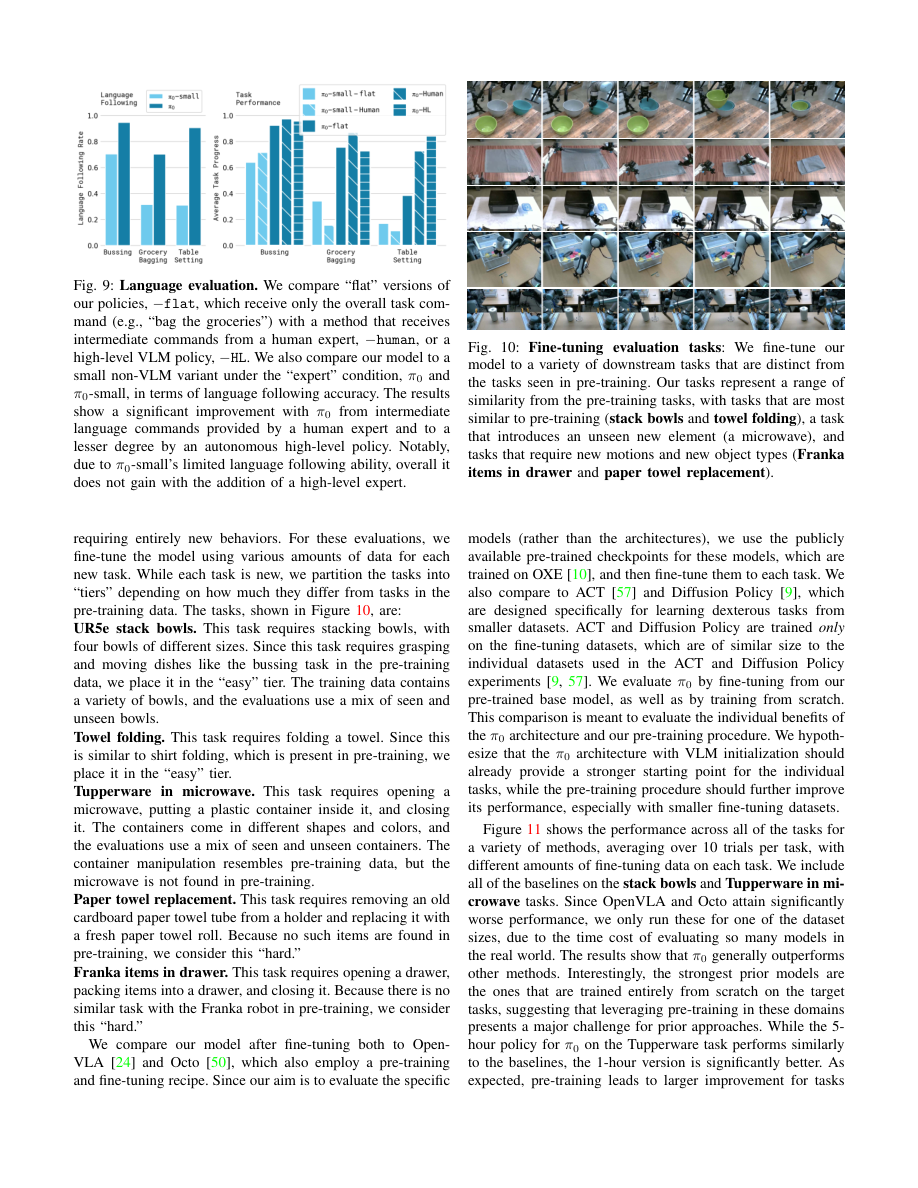 Language
Following
π0-small
π0
Language Following Rate
1.0
0.8
0.6
0.4
0.2
0.0
Bussing
Grocery
Bagging
Table
Setting
Task
Performance
π0-small-flat
π0-small-Human
π0-flat
π0-Human
π0-HL
Average Task Progress
1.0
0.8
0.6
0.4
0.2
0.0
Bussing
Grocery
Bagging
Table
Setting
Fig. 9: Language evaluation. We compare “flat” versions of
our policies, −flat, which receive only the overall task com-
mand (e.g., “bag the groceries”) with a method that receives
intermediate commands from a human expert, −human, or a
high-level VLM policy, −HL. We also compare our model to a
small non-VLM variant under the “expert” condition, π0 and
π0-small, in terms of language following accuracy. The results
show a significant improvement with π0 from intermediate
language commands provided by a human expert and to a
lesser degree by an autonomous high-level policy. Notably,
due to π0-small’s limited language following ability, overall it
does not gain with the addition of a high-level expert.
Fig. 10: Fine-tuning evaluation tasks: We fine-tune our
model to a variety of downstream tasks that are distinct from
the tasks seen in pre-training. Our tasks represent a range of
similarity from the pre-training tasks, with tasks that are most
similar to pre-training (stack bowls and towel folding), a task
that introduces an unseen new element (a microwave), and
tasks that require new motions and new object types (Franka
items in drawer and paper towel replacement).
requiring entirely new behaviors. For these evaluations, we
fine-tune the model using various amounts of data for each
new task. While each task is new, we partition the tasks into
“tiers” depending on how much they differ from tasks in the
pre-training data. The tasks, shown in Figure 10, are:
UR5e stack bowls. This task requires stacking bowls, with
four bowls of different sizes. Since this task requires grasping
and moving dishes like the bussing task in the pre-training
data, we place it in the “easy” tier. The training data contains
a variety of bowls, and the evaluations use a mix of seen and
unseen bowls.
Towel folding. This task requires folding a towel. Since this
is similar to shirt folding, which is present in pre-training, we
place it in the “easy” tier.
Tupperware in microwave. This task requires opening a
microwave, putting a plastic container inside it, and closing
it. The containers come in different shapes and colors, and
the evaluations use a mix of seen and unseen containers. The
container manipulation resembles pre-training data, but the
microwave is not found in pre-training.
Paper towel replacement. This task requires removing an old
cardboard paper towel tube from a holder and replacing it with
a fresh paper towel roll. Because no such items are found in
pre-training, we consider this “hard.”
Franka items in drawer. This task requires opening a drawer,
packing items into a drawer, and closing it. Because there is no
similar task with the Franka robot in pre-training, we consider
this “hard.”
We compare our model after fine-tuning both to Open-
VLA [24] and Octo [50], which also employ a pre-training
and fine-tuning recipe. Since our aim is to evaluate the specific
models (rather than the architectures), we use the publicly
available pre-trained checkpoints for these models, which are
trained on OXE [10], and then fine-tune them to each task. We
also compare to ACT [57] and Diffusion Policy [9], which
are designed specifically for learning dexterous tasks from
smaller datasets. ACT and Diffusion Policy are trained only
on the fine-tuning datasets, which are of similar size to the
individual datasets used in the ACT and Diffusion Policy
experiments [9, 57]. We evaluate π0 by fine-tuning from our
pre-trained base model, as well as by training from scratch.
This comparison is meant to evaluate the individual benefits of
the π0 architecture and our pre-training procedure. We hypoth-
esize that the π0 architecture with VLM initialization should
already provide a stronger starting point for the individual
tasks, while the pre-training procedure should further improve
its performance, especially with smaller fine-tuning datasets.
Figure 11 shows the performance across all of the tasks for
a variety of methods, averaging over 10 trials per task, with
different amounts of fine-tuning data on each task. We include
all of the baselines on the stack bowls and Tupperware in mi-
crowave tasks. Since OpenVLA and Octo attain significantly
worse performance, we only run these for one of the dataset
sizes, due to the time cost of evaluating so many models in
the real world. The results show that π0 generally outperforms
other methods. Interestingly, the strongest prior models are
the ones that are trained entirely from scratch on the target
tasks, suggesting that leveraging pre-training in these domains
presents a major challenge for prior approaches. While the 5-
hour policy for π0 on the Tupperware task performs similarly
to the baselines, the 1-hour version is significantly better. As
expected, pre-training leads to larger improvement for tasks